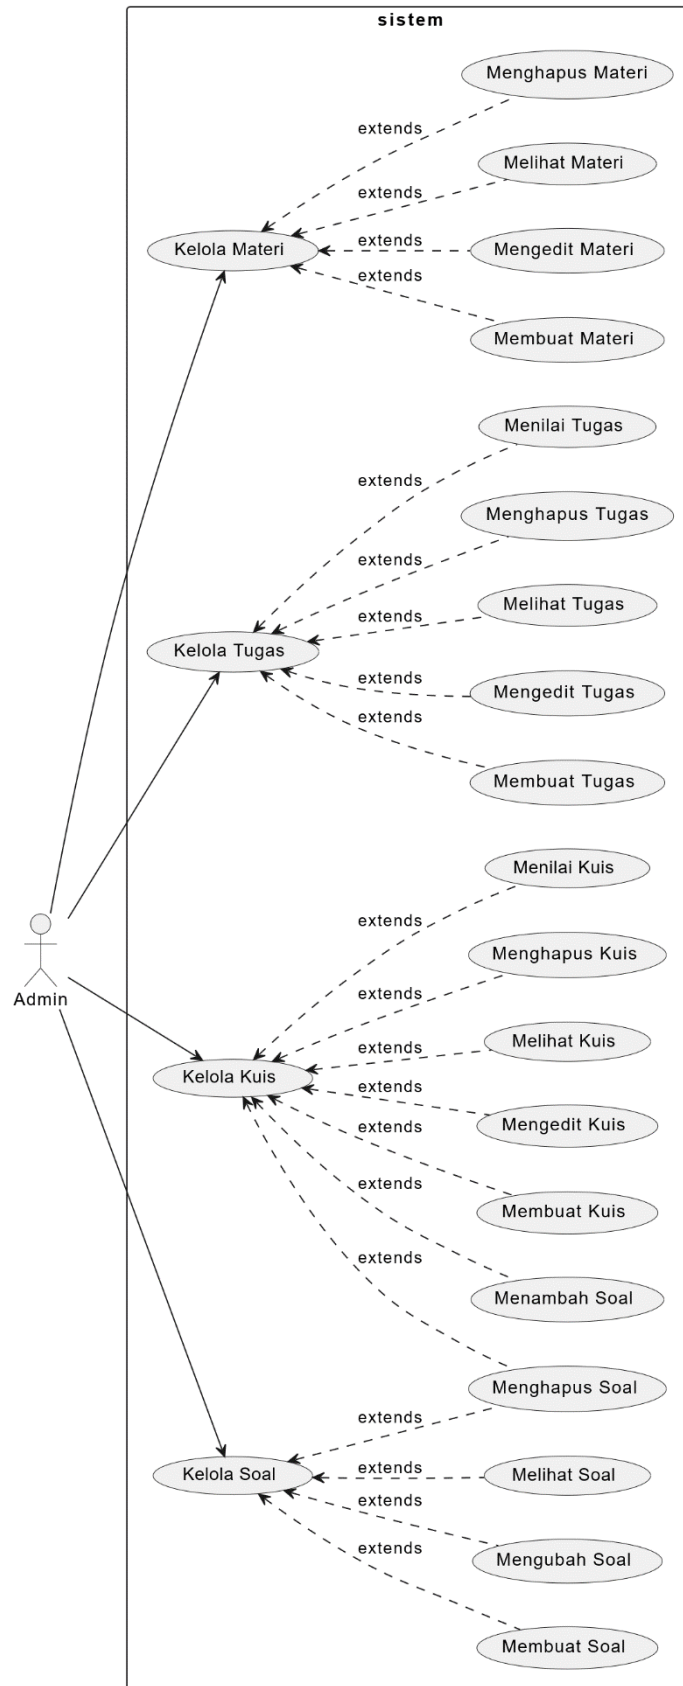 sistem
Menghapus Materi
extends
Melihat Materi
extends
Kelola Materi
extends
Mengedit Materi
extends
Membuat Materi
Menilai Tugas
extends
Menghapus Tugas
extends
Melihat Tugas
extends
Kelola Tugas
extends
Mengedit Tugas
extends
Membuat Tugas
Menilai Kuis
extends
Menghapus Kuis
Admin
extends
Melihat Kuis
extends
Kelola Kuis
extends
Mengedit Kuis
extends
Membuat Kuis
extends
Menambah Soal
extends
Menghapus Soal
extends
Kelola Soal
extends
Melihat Soal
extends
Mengubah Soal
extends
Membuat Soal